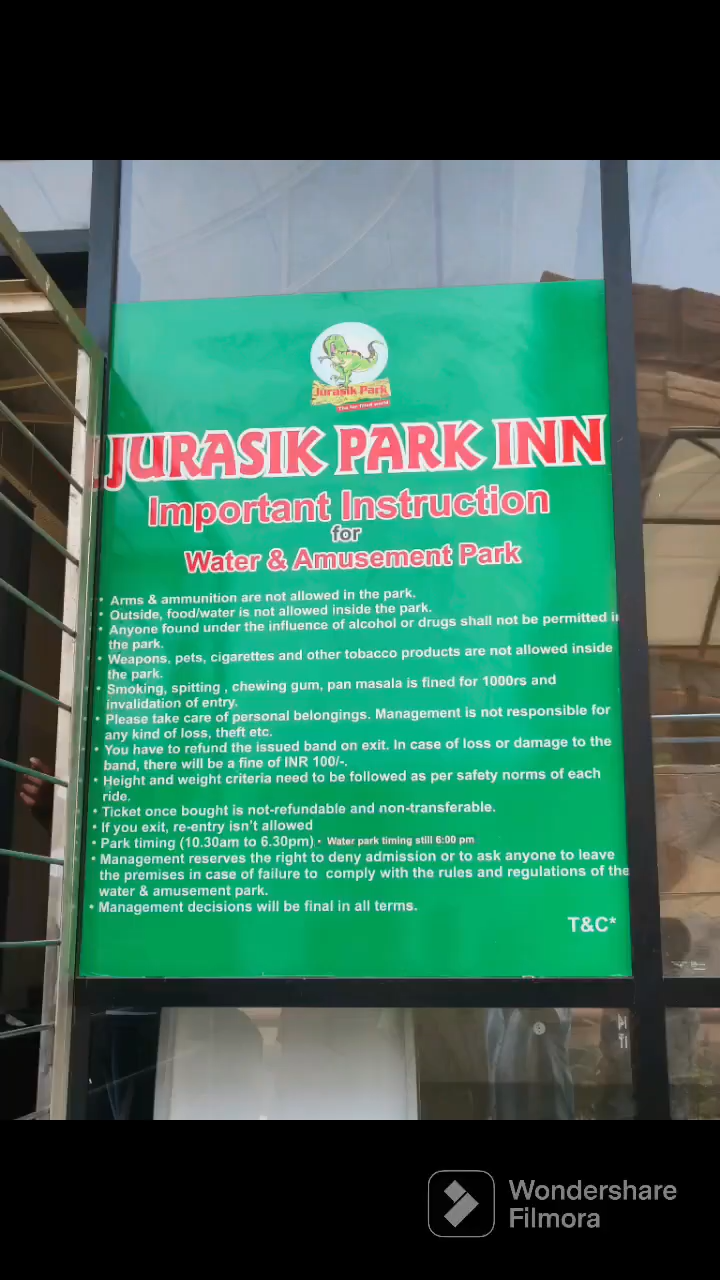 Jurasik Park
JURASIK PARK INN
Important Instruction
for
Water & Amusement Park
• Arms & ammunition are not allowed in the park.
• Outside, food/water is not allowed inside the park.
• Anyone found under the influence of alcohol or drugs shall not be permitted in
the park.
• Weapons, pets, cigarettes and other tobacco products are not allowed inside
the park.
• Smoking, spitting , chewing gum, pan masala is fined for 1000rs and
invalidation of entry.
• Please take care of personal belongings. Management is not responsible for
any kind of loss, theft etc.
• You have to refund the issued band on exit. In case of loss or damage to the
band, there will be a fine of INR 100/-.
• Height and weight criteria need to be followed as per safety norms of each
ride.
• Ticket once bought is not-refundable and non-transferable.
• If you exit, re-entry isn't allowed
• Park timing (10.30am to 6.30pm) • Water park timing still 6:00 pm
• Management reserves the right to deny admission or to ask anyone to leave
the premises in case of failure to comply with the rules and regulations of the
water & amusement park.
• Management decisions will be final in all terms.
T&C*
Wondershare
Filmora